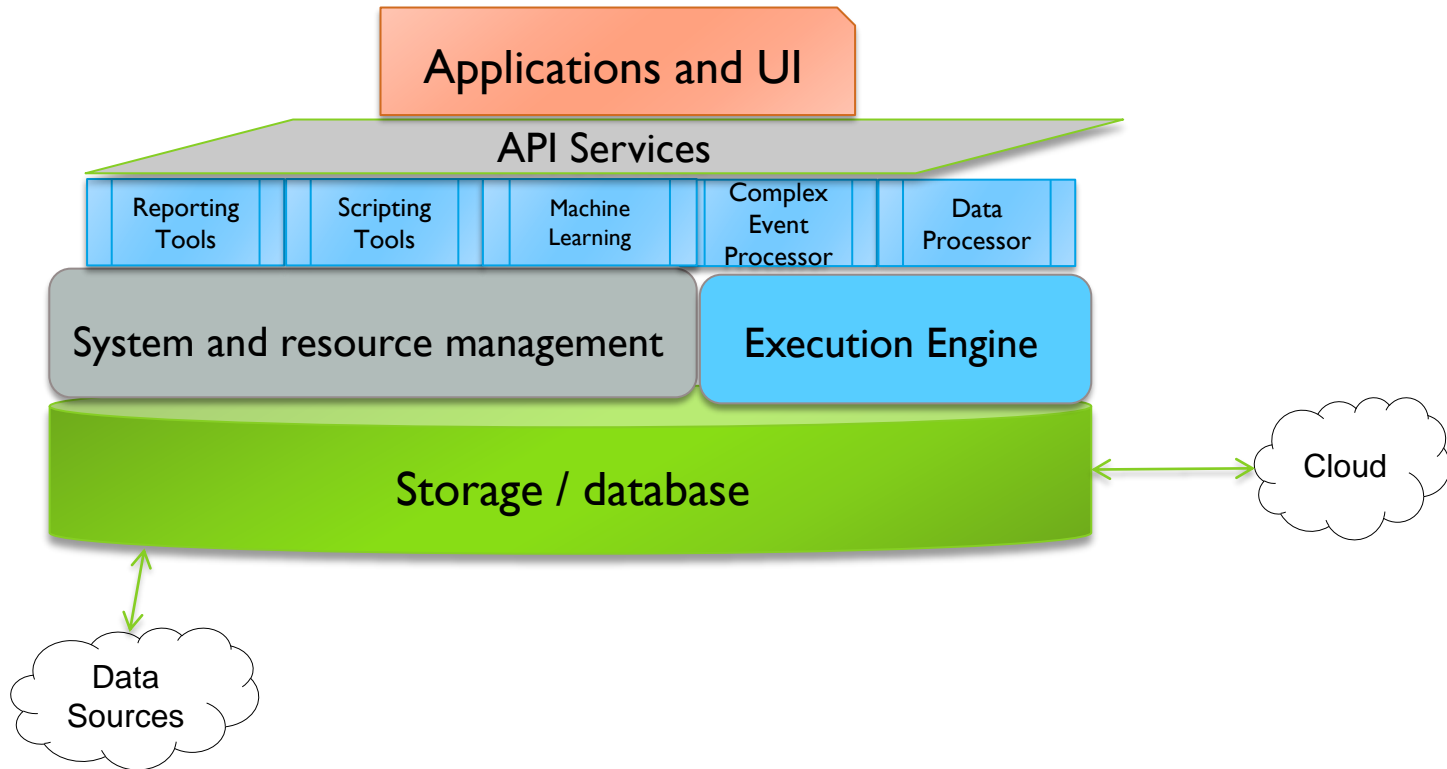 Applications and UI
API Services
Reporting
Tools
Scripting
Tools
Machine
Learning
Complex
Event
Processor
Data
Processor
System and resource management
Execution Engine
Storage / database
Cloud
Data
Sources